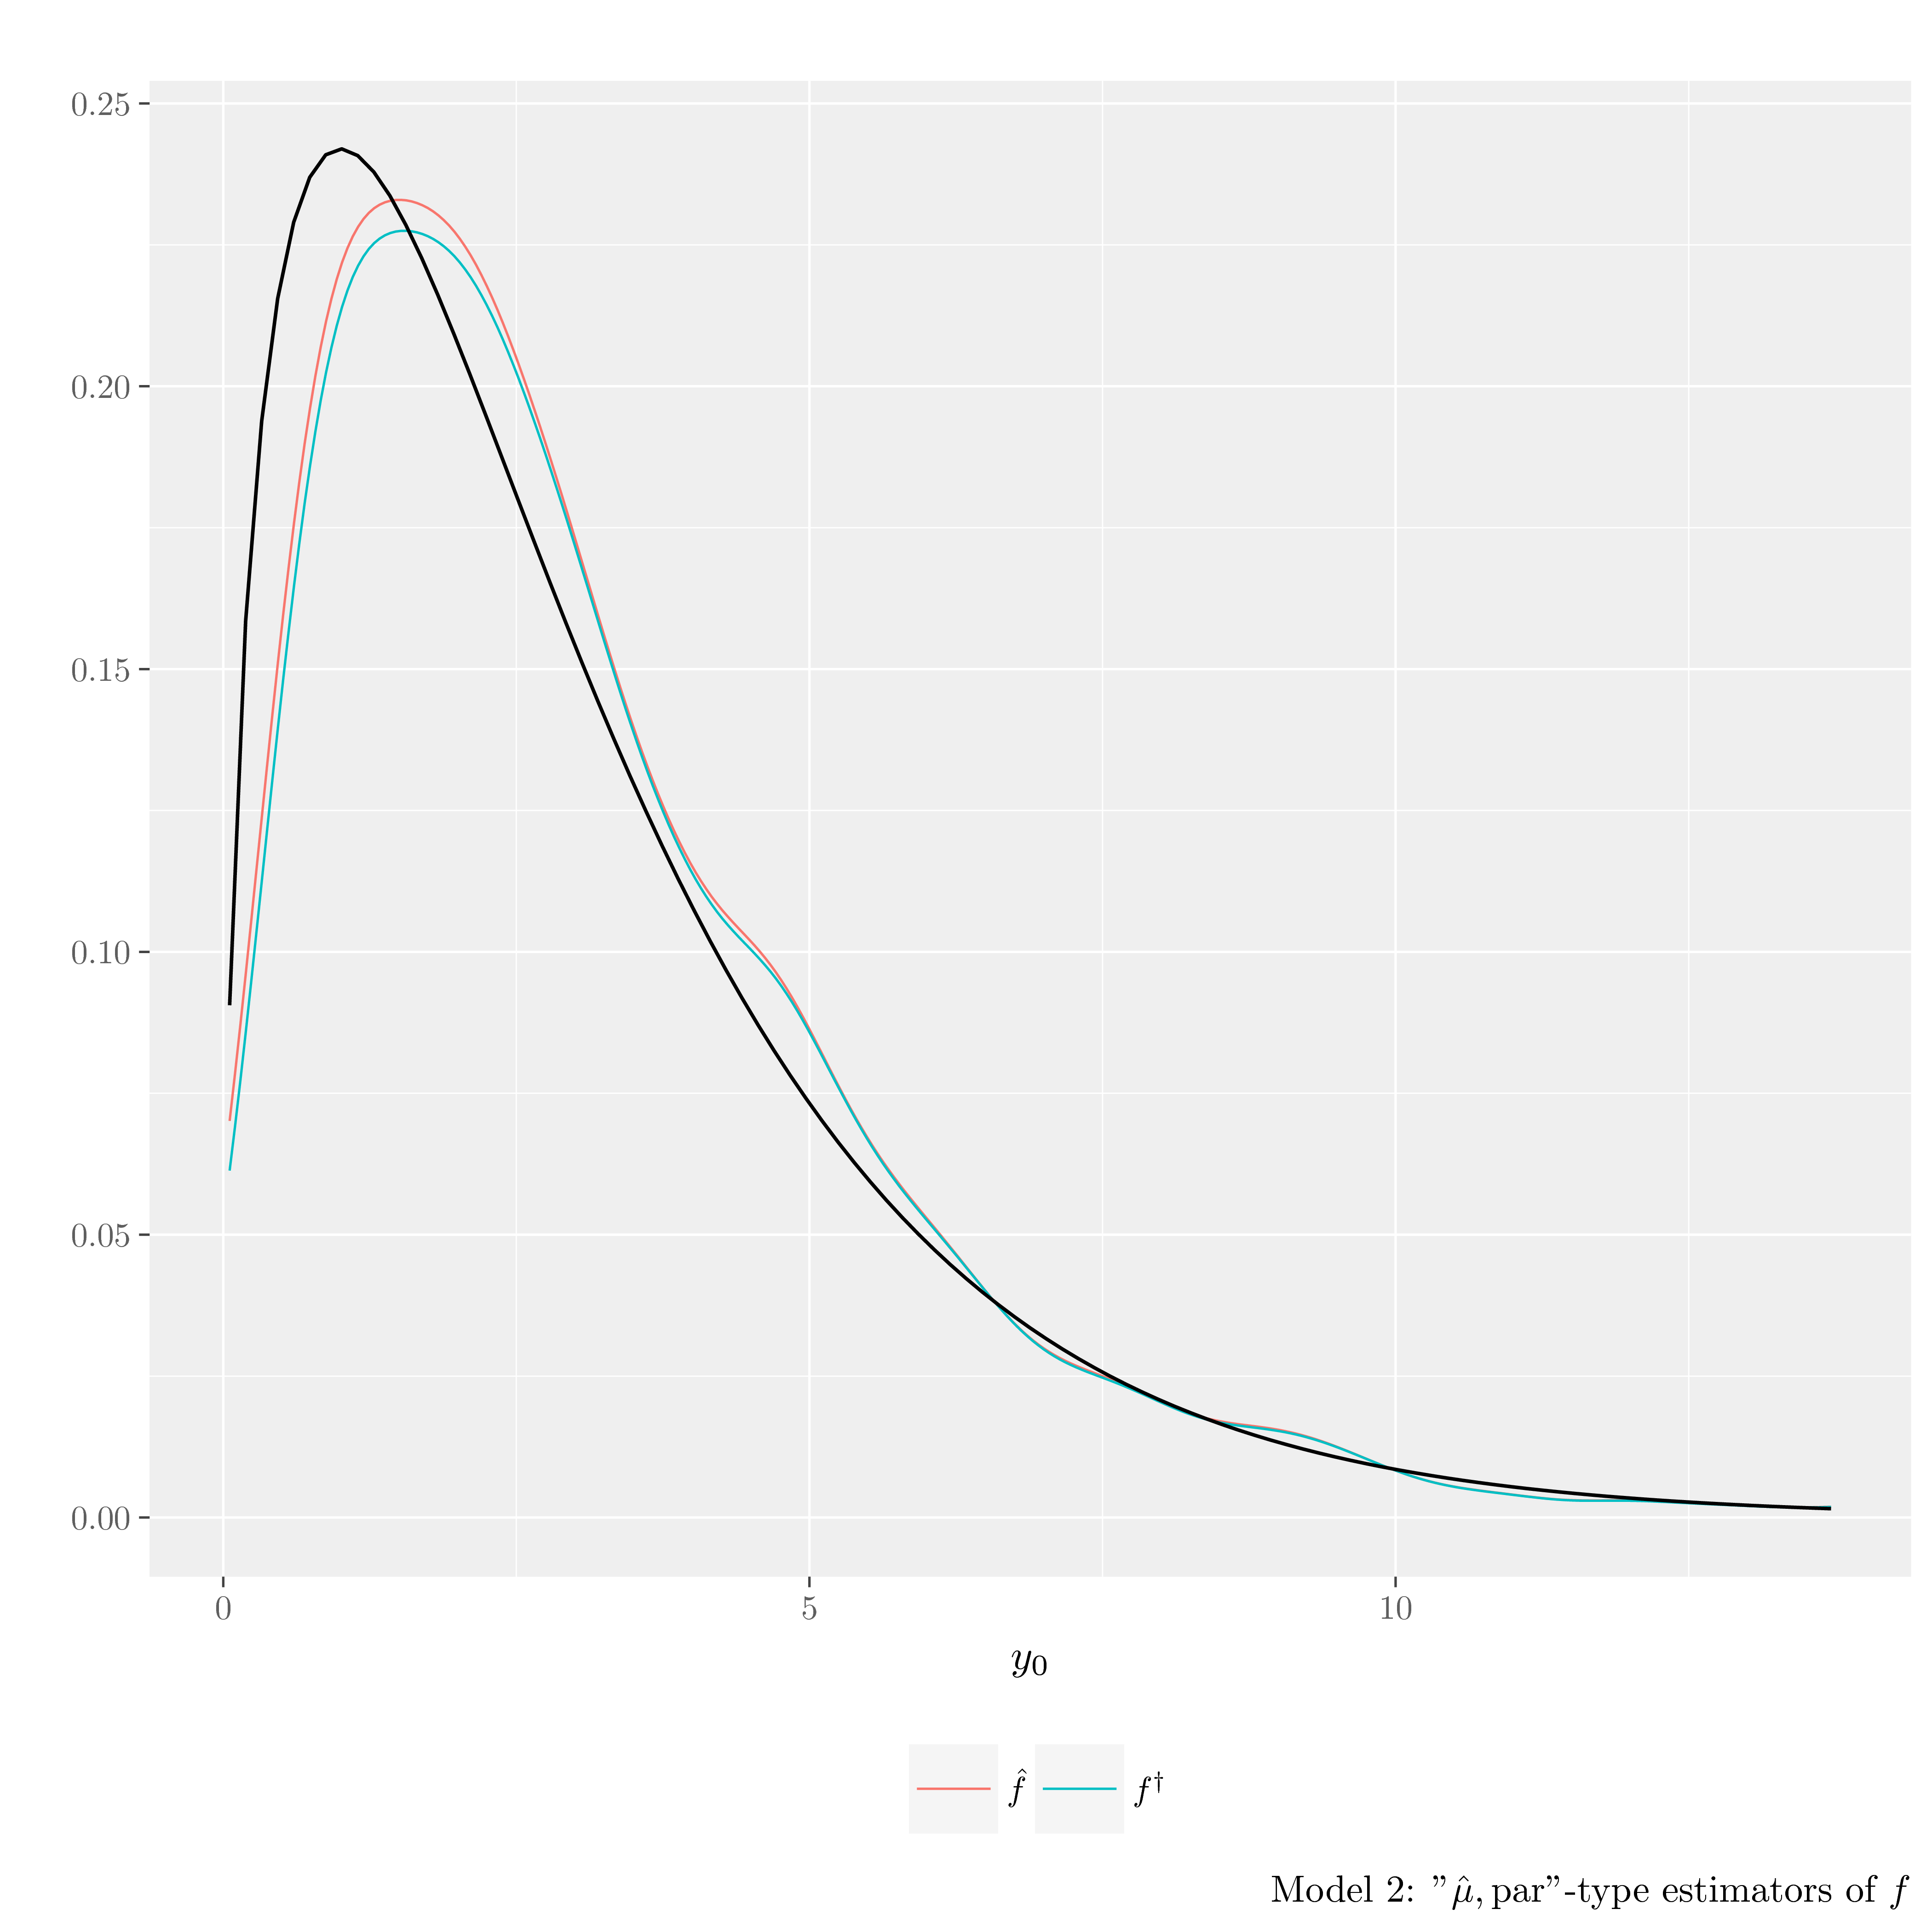 0.25
0.20
0.15
0.10
0.05
0.00
0 5 10
y₀
f̂ f†
Model 2: ”μ̂, par”-type estimators of f